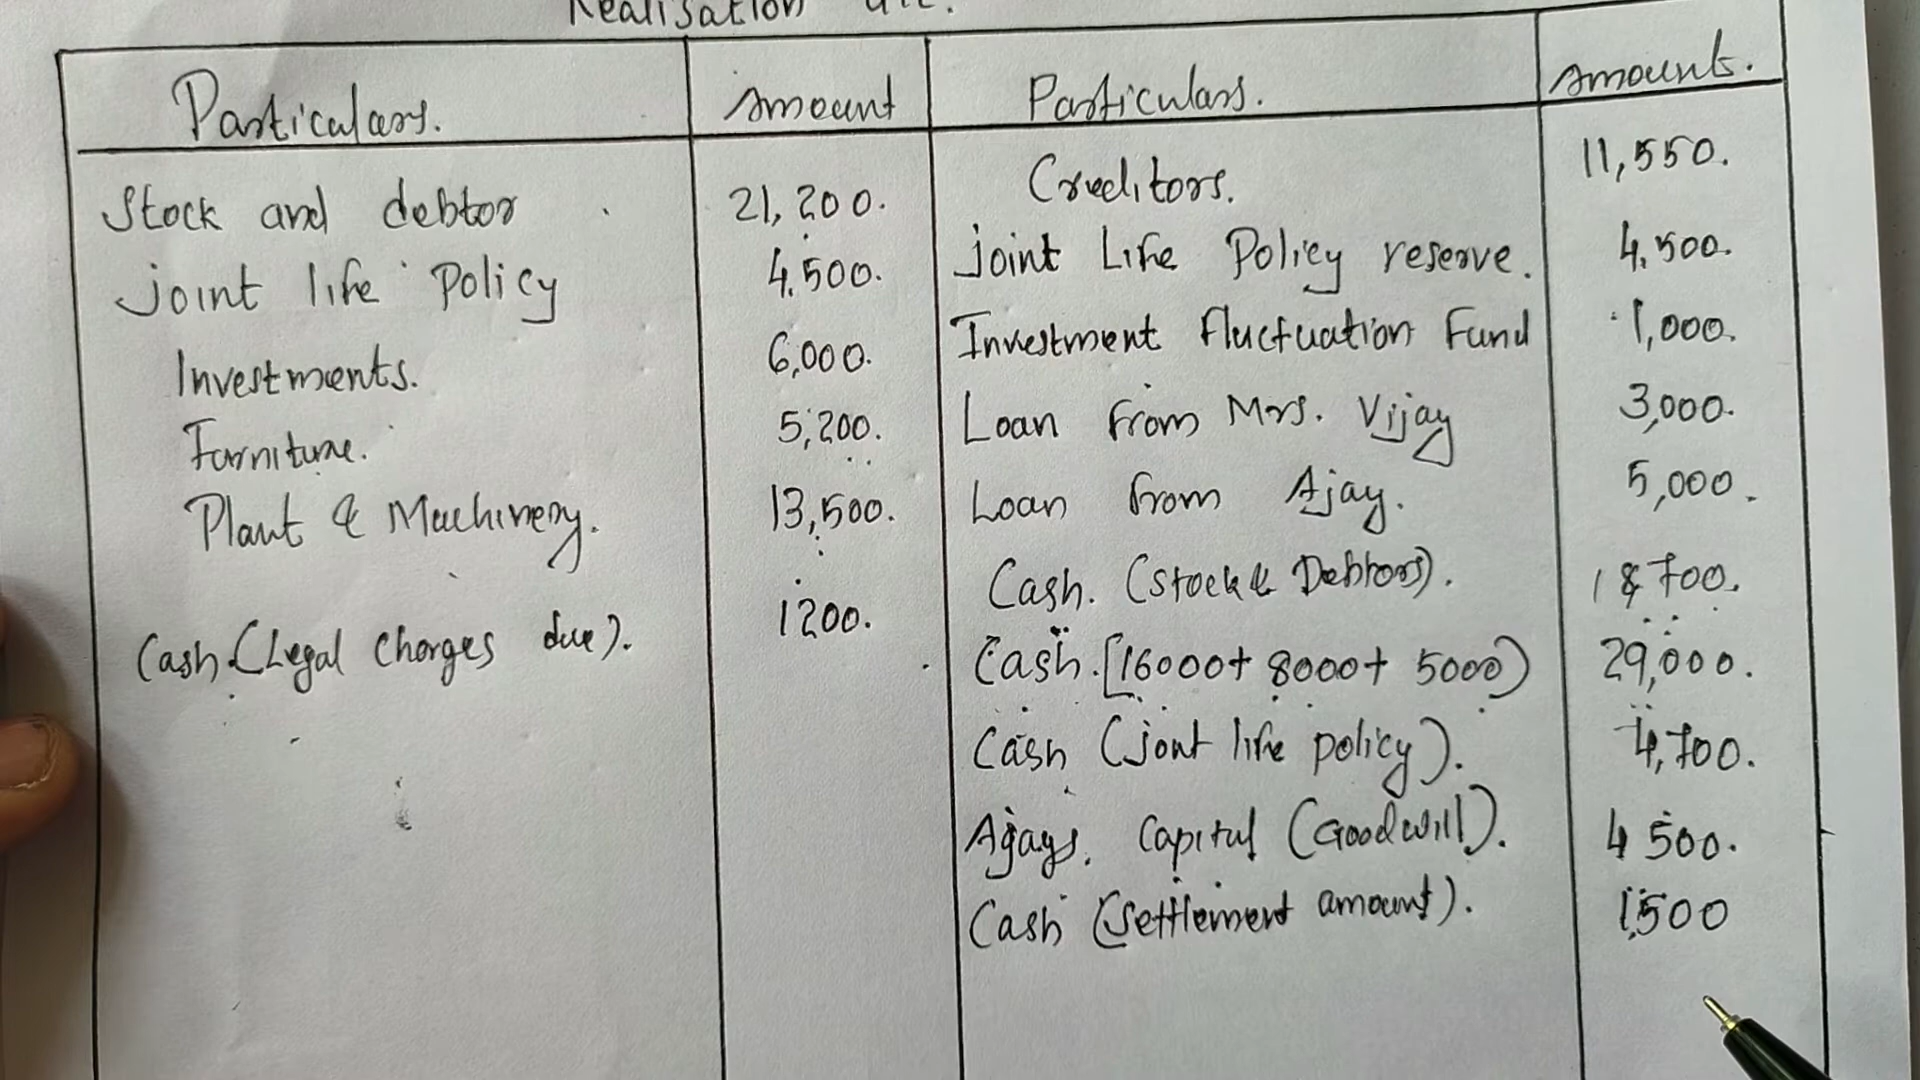 Realisation a/c.
Particulars. Amount Particulars. Amounts.
Stock and debtor 21,200. Creditors. 11,550.
joint life Policy 4,500. joint Life Policy reserve. 4,500.
Investments. 6,000. Investment Fluctuation Fund 1,000.
Furniture. 5,200. Loan from Mrs. Vijay 3,000.
Plant & Machinery. 13,500. Loan from Ajay. 5,000.
Cash. (Stock & Debtors). 18,700.
Cash (Legal Charges due). 1200. Cash. [16000+ 8000+ 5000) 29,000.
Cash (jont life policy). 4,700.
Ajays. Capital (Goodwill). 4500.
Cash (Settlement amount). 1,500